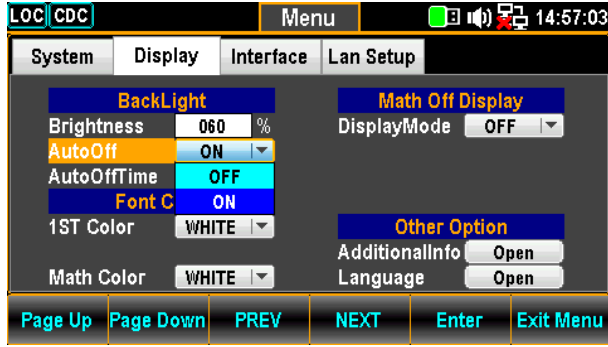 LOC CDC Menu 14:57:03
System Display Interface Lan Setup
BackLight
Brightness 060 %
AutoOff ON
AutoOffTime OFF
ON
Font C
1ST Color WHITE
Math Color WHITE
Math Off Display
DisplayMode OFF
Other Option
AdditionalInfo Open
Language Open
Page Up Page Down PREV NEXT Enter Exit Menu